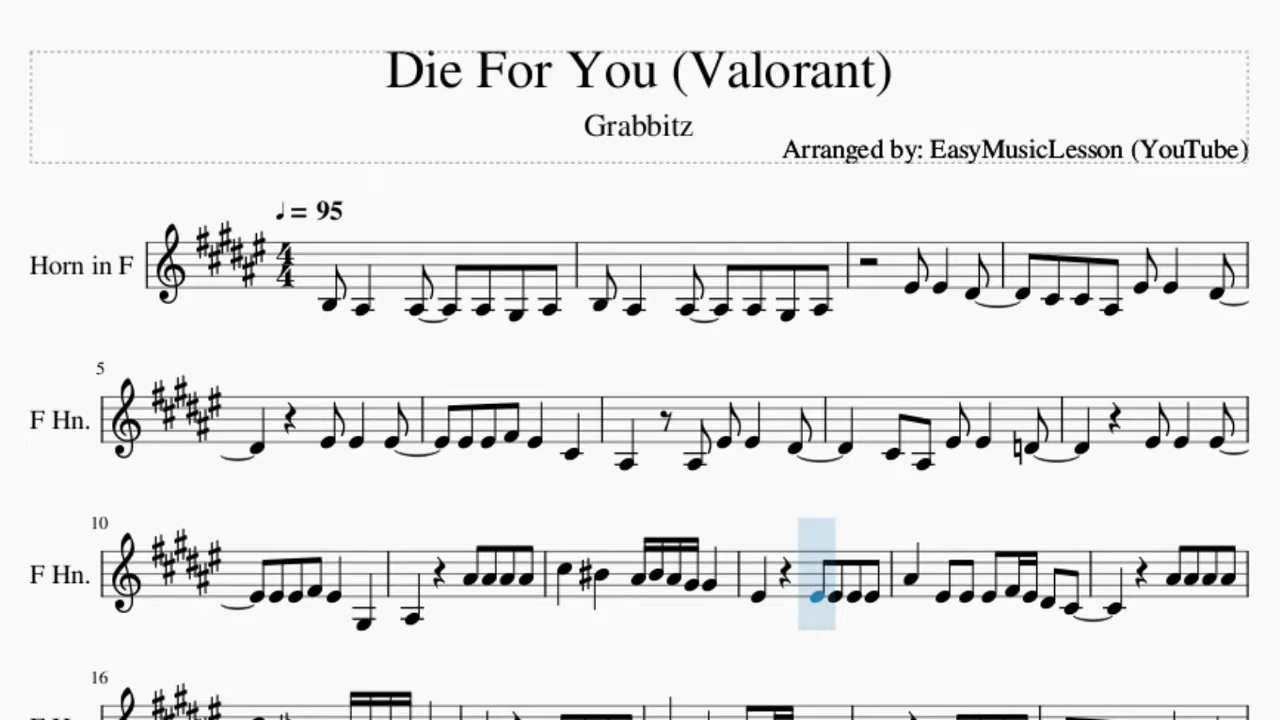 Die For You (Valorant)
Grabbitz
Arranged by: EasyMusicLesson (YouTube)
♩ = 95
Horn in F
4
4
5
F Hn.
10
F Hn.
16